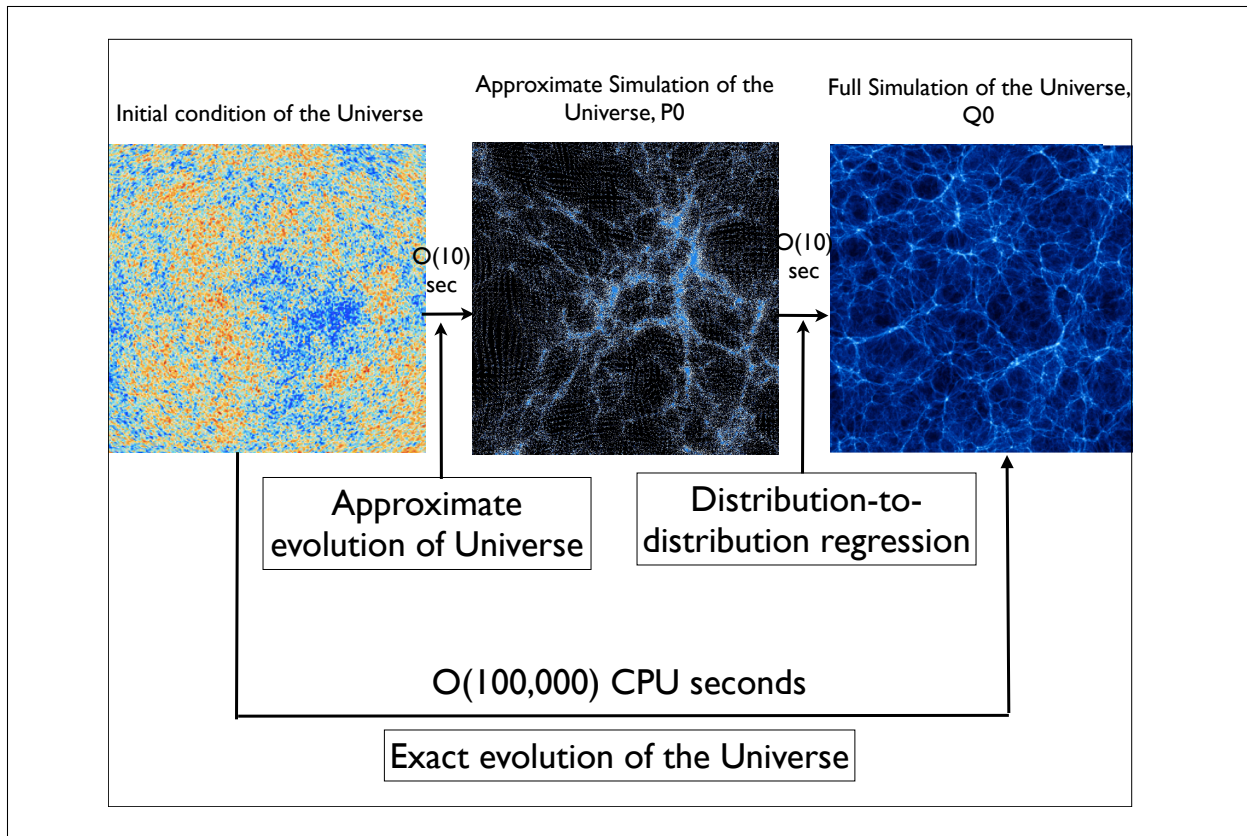 Initial condition of the Universe
Approximate Simulation of the
Universe, P0
Full Simulation of the Universe,
Q0
O(10)
sec
O(10)
sec
Approximate
evolution of Universe
Distribution-to-
distribution regression
O(100,000) CPU seconds
Exact evolution of the Universe